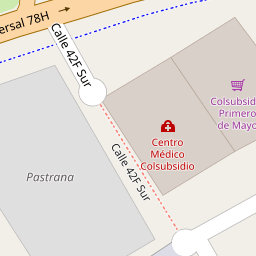 ersal 78H →
Calle 42F Sur
Colsubsid
Primero
de Mayo
Centro
Médico
Colsubsidio
Calle 42F Sur
Pastrana